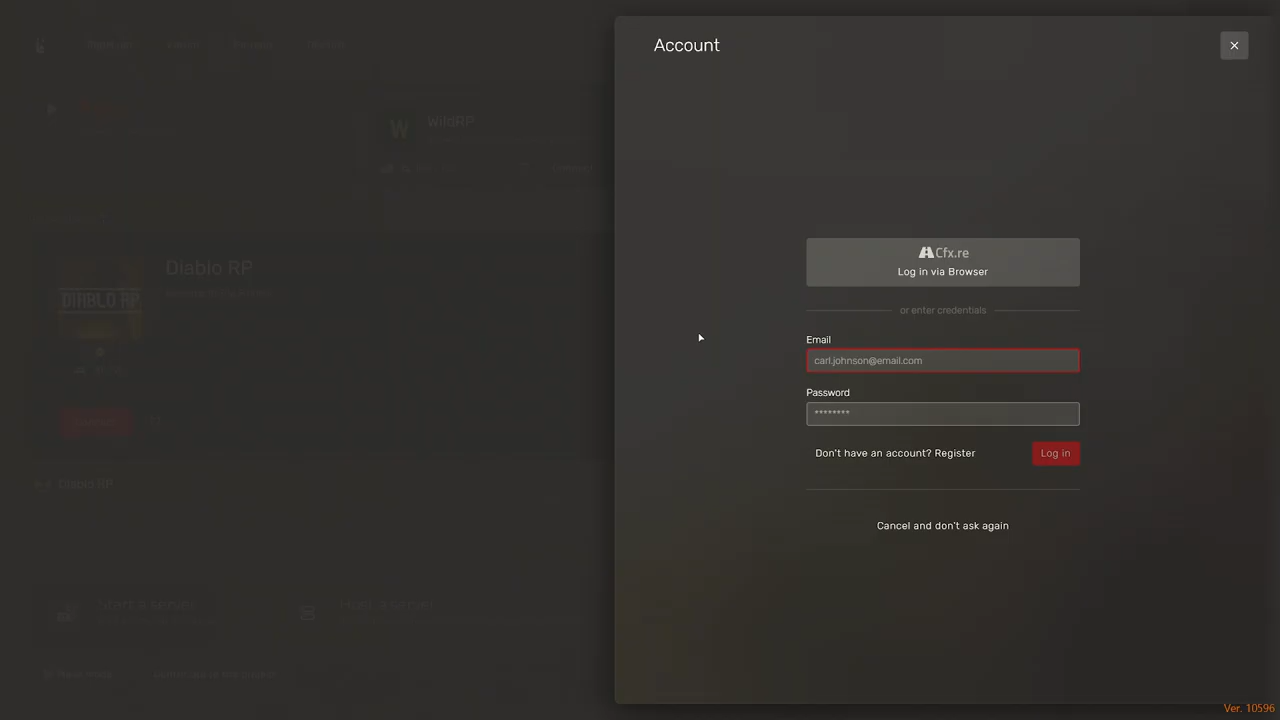 Account
WildRP
Connect
Cfx.re
Log in via Browser
or enter credentials
Diablo RP
DIABLO RP
Email
carl.johnson@email.com
Password
********
Don't have an account? Register
Log in
Diablo RP
Cancel and don't ask again
Start a server
Host a server
Ver. 10596